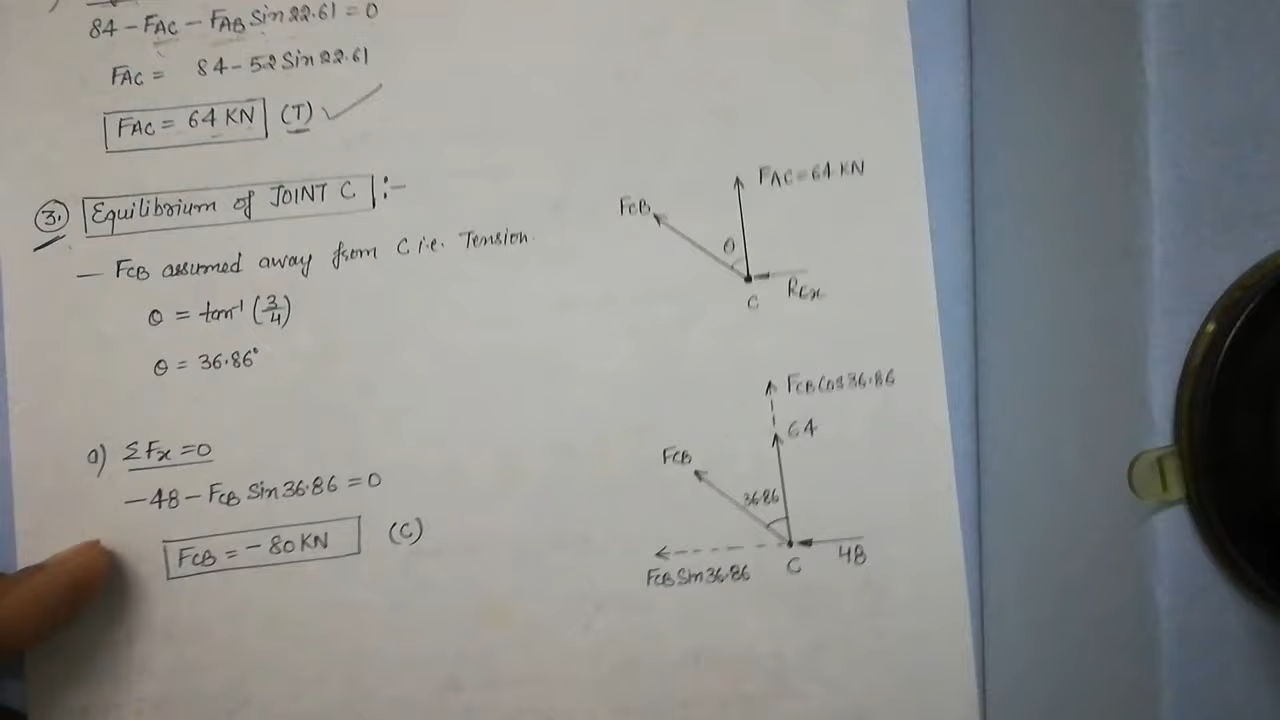 84 - FAC - FAB Sin 22.61 = 0
FAC = 84 - 52 Sin 22.61
FAC = 64 KN (T)
3. Equilibrium of JOINT C :-
- FCB assumed away from C i.e. Tension.
θ = tan⁻¹ (3/4)
θ = 36.86°
a) ΣFx = 0
-48 - FCB Sin 36.86 = 0
FCB = -80 KN (C)
FAC = 64 KN
FCB
θ
C
RCx
FCB Cos 36.86
64
FCB
36.86
48
C
FCB Sin 36.86